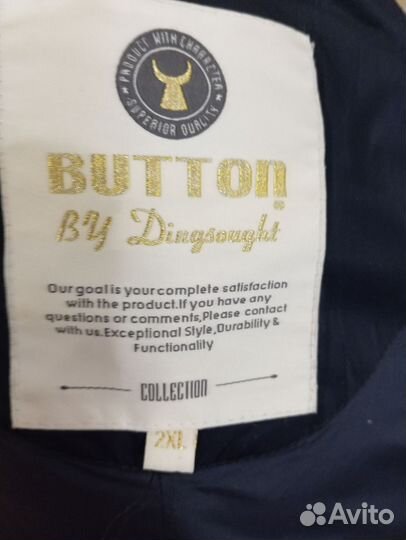 PRODUCT WITH CHARACTER
SUPERIOR QUALITY
BUTTON
By Dingsought
Our goal is your complete satisfaction
with the product.If you have any
questions or comments,Please contact
with us.Exceptional Style,Durability &
Functionality
COLLECTION
2XL
Avito